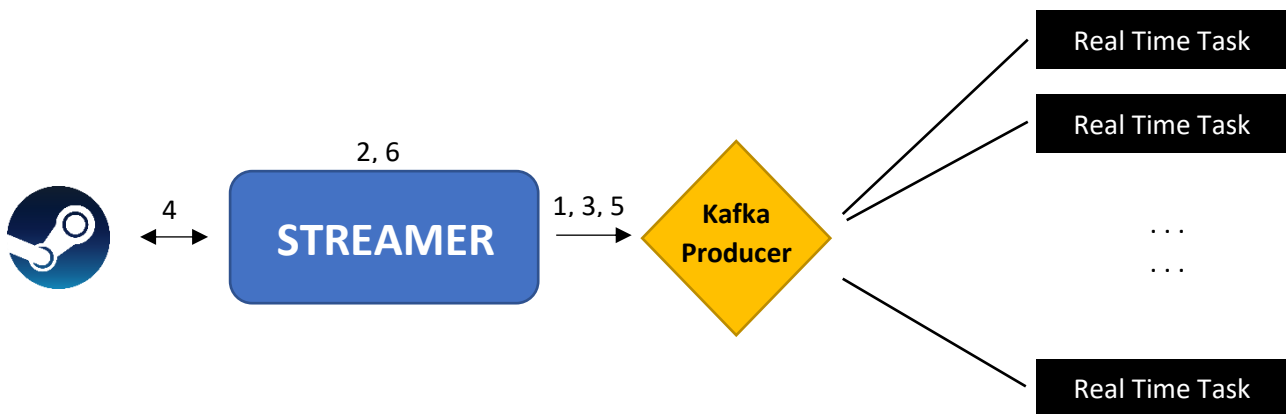 Real Time Task
Real Time Task
2, 6
4
STREAMER
1, 3, 5
Kafka
Producer
. . .
. . .
Real Time Task